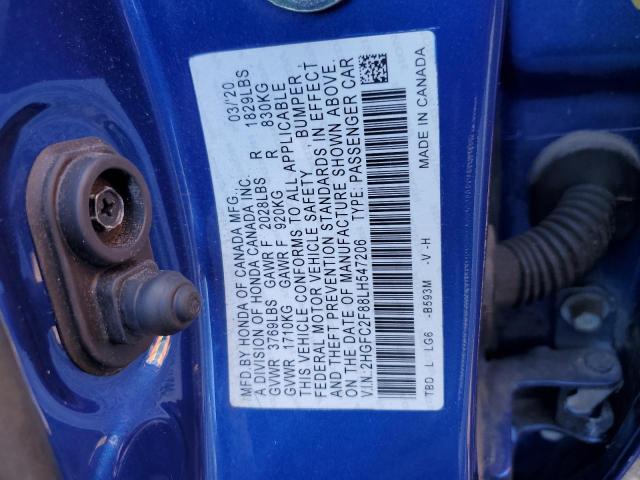 MFD.BY HONDA OF CANADA MFG., 03/20
A DIVISION OF HONDA CANADA INC.
GVWR 3769LBS GAWR F 2028LBS R 1829LBS
GVWR 1710KG GAWR F 920KG R 830KG
THIS VEHICLE CONFORMS TO ALL APPLICABLE
FEDERAL MOTOR VEHICLE SAFETY BUMPER,
AND THEFT PREVENTION STANDARDS IN EFFECT
ON THE DATE OF MANUFACTURE SHOWN ABOVE.
V.I.N:2HGFC2F88LH547206 TYPE: PASSENGER CAR
TBD L LG6 -B593M -V-H MADE IN CANADA